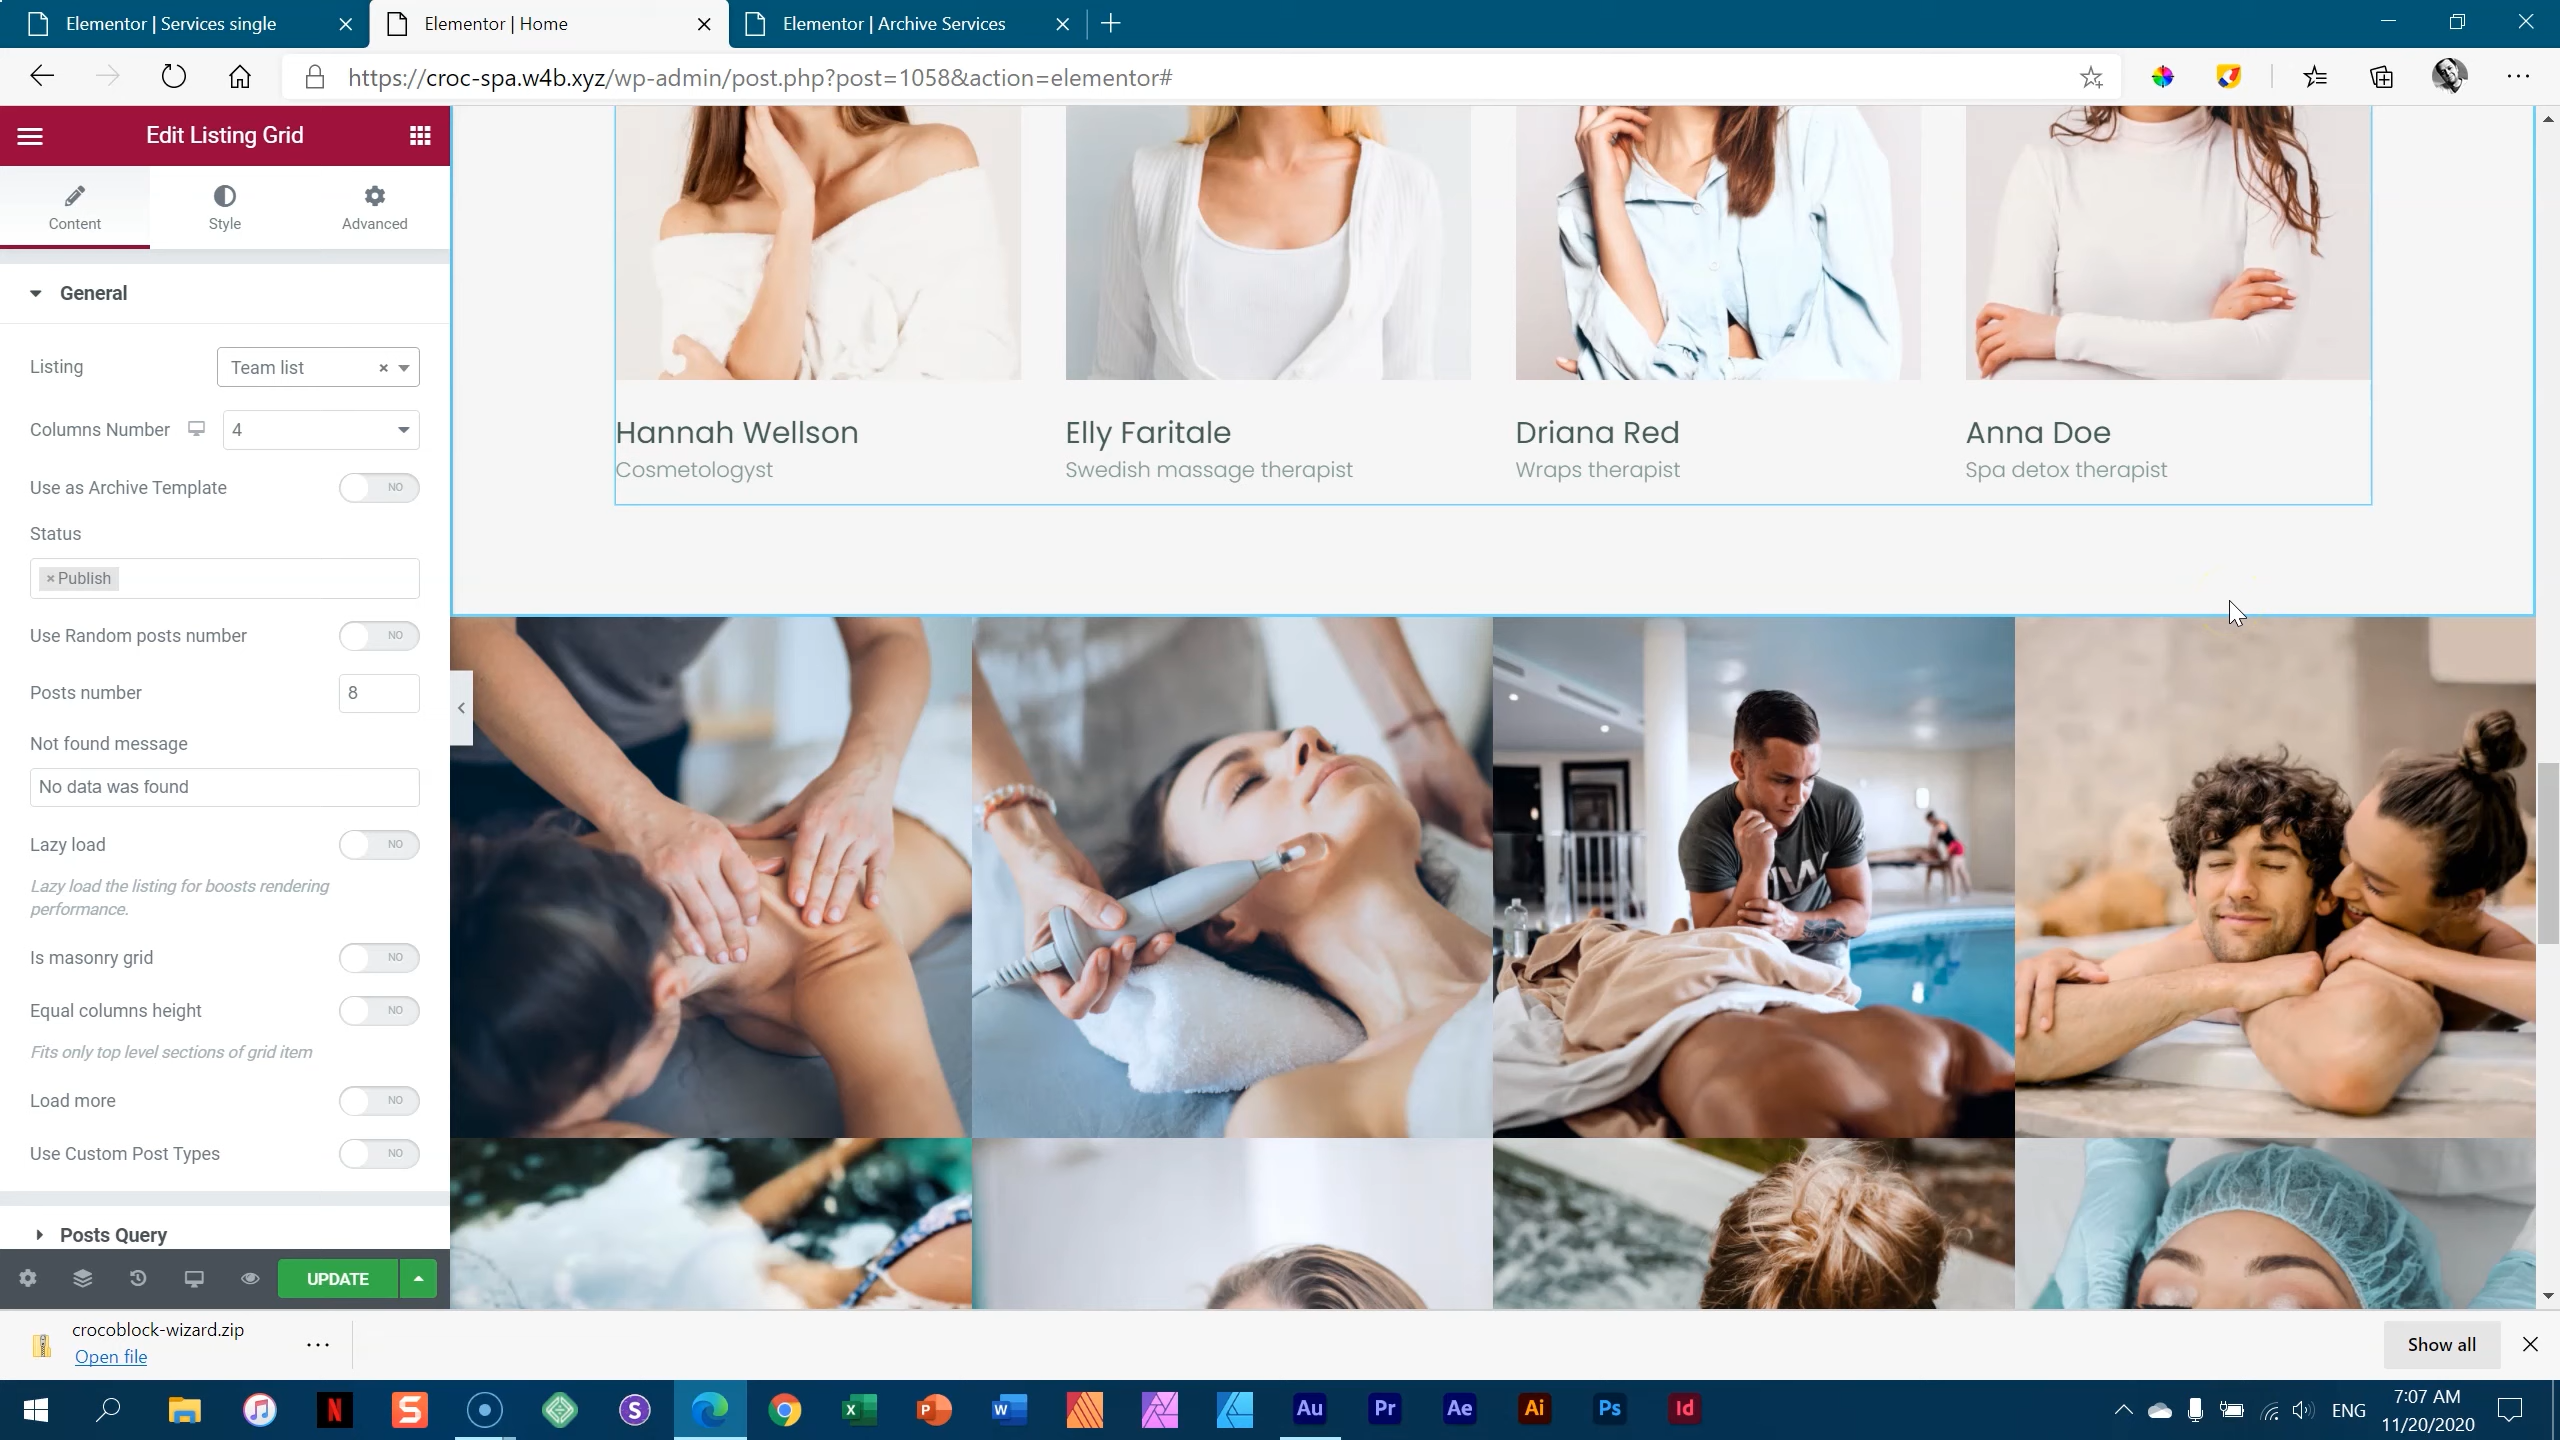 Elementor | Services single
Elementor | Home
Elementor | Archive Services
https://croc-spa.w4b.xyz/wp-admin/post.php?post=1058&action=elementor#
Edit Listing Grid
Content
Style
Advanced
General
Listing
Team list
Columns Number
4
Use as Archive Template
NO
Status
× Publish
Use Random posts number
NO
Posts number
8
Not found message
No data was found
Lazy load
NO
Lazy load the listing for boosts rendering
performance.
Is masonry grid
NO
Equal columns height
NO
Fits only top level sections of grid item
Load more
NO
Use Custom Post Types
NO
Posts Query
UPDATE
Hannah Wellson
Cosmetologyst
Elly Faritale
Swedish massage therapist
Driana Red
Wraps therapist
Anna Doe
Spa detox therapist
crocoblock-wizard.zip
Open file
Show all
N
S
S
X
P
W
Au
Pr
Ae
Ai
Ps
Id
ENG
7:07 AM
11/20/2020